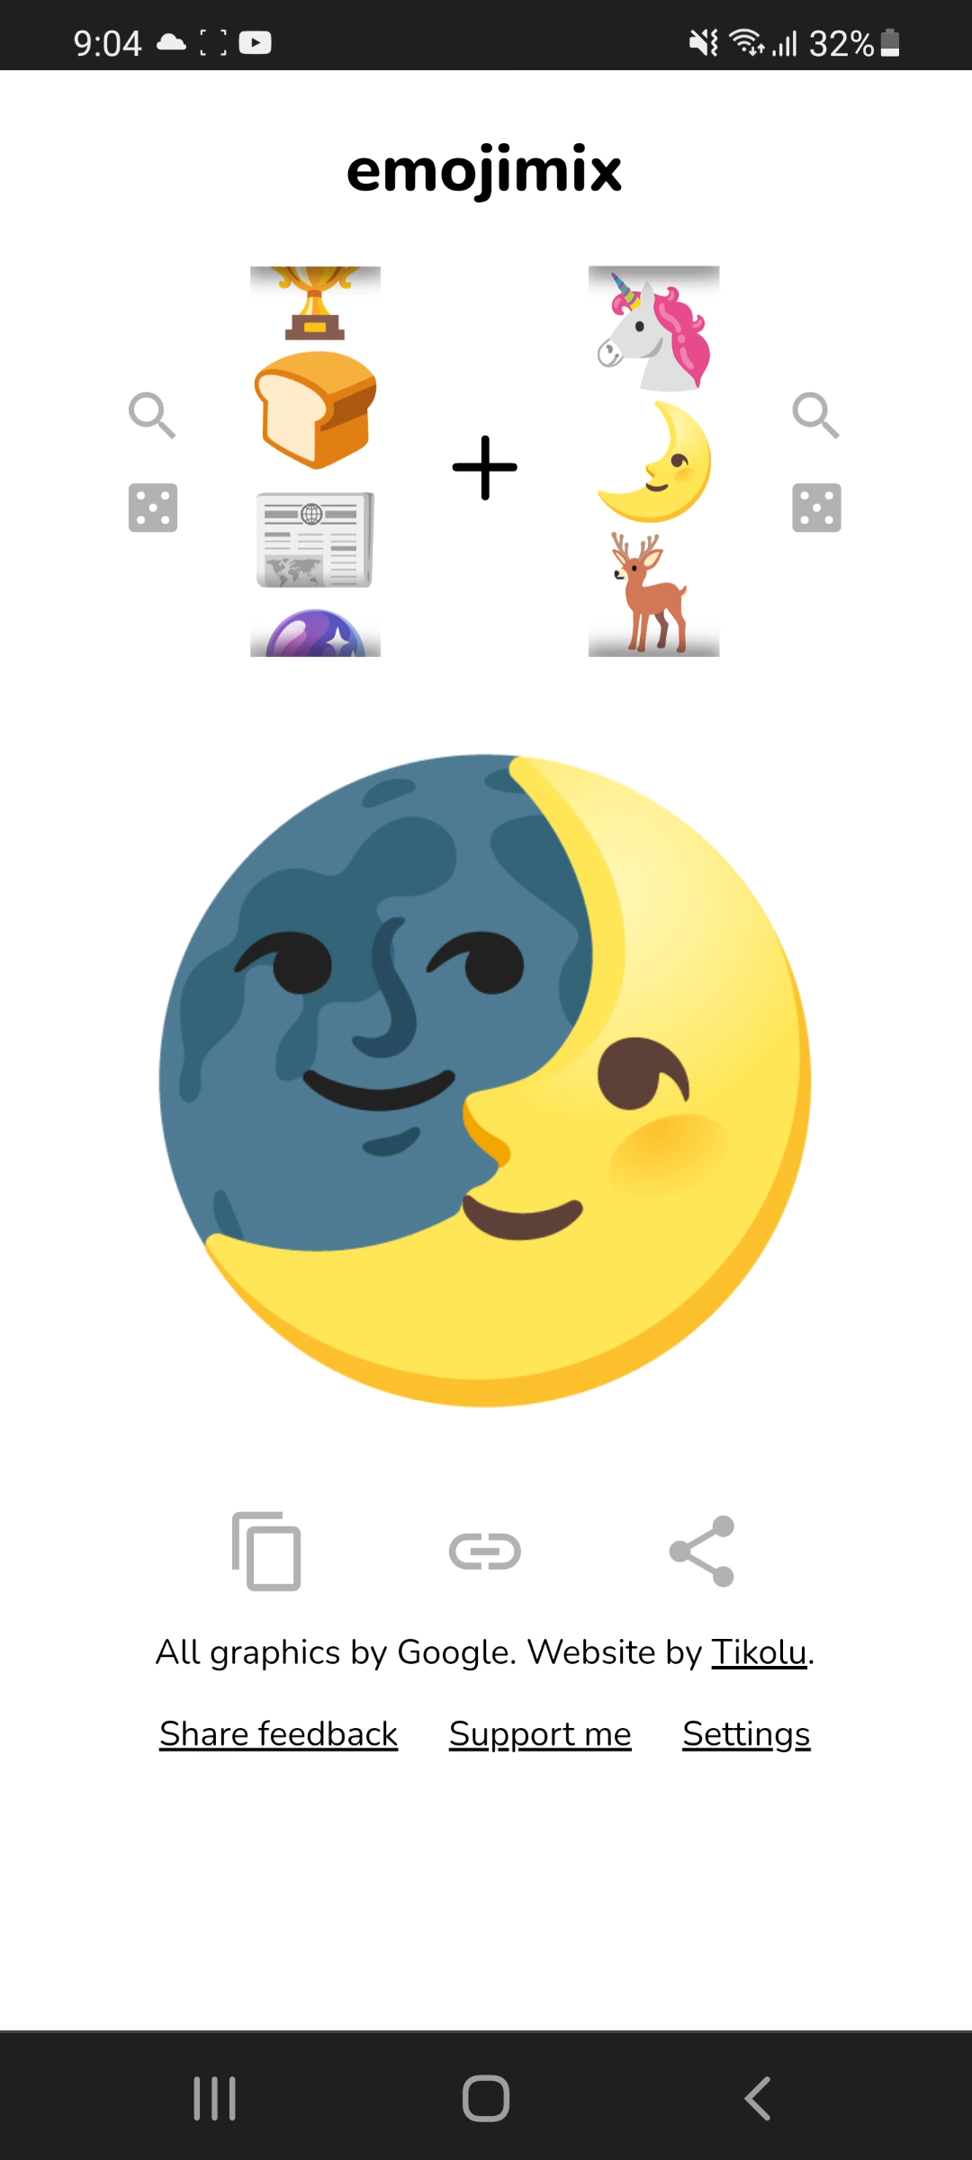 9:04 32%
emojimix
All graphics by Google. Website by Tikolu.
Share feedback Support me Settings